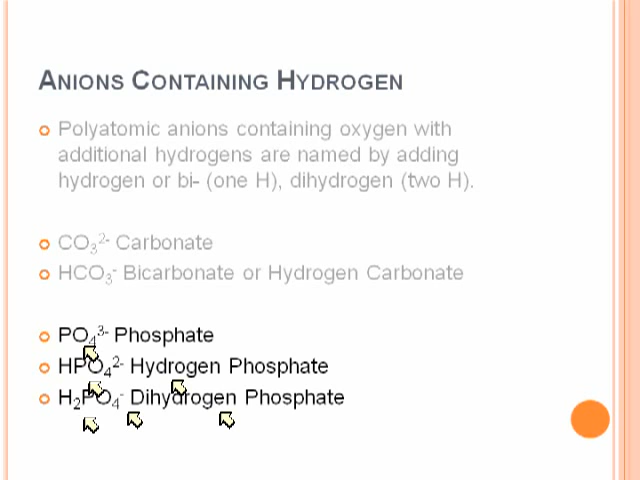 ANIONS CONTAINING HYDROGEN
Polyatomic anions containing oxygen with
additional hydrogens are named by adding
hydrogen or bi- (one H), dihydrogen (two H).
CO₃²⁻ Carbonate
HCO₃⁻ Bicarbonate or Hydrogen Carbonate
PO₄³⁻ Phosphate
HPO₄²⁻ Hydrogen Phosphate
H₂PO₄⁻ Dihydrogen Phosphate